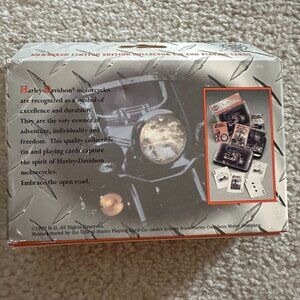 NUMBERED LIMITED EDITION COLLECTOR TIN AND PLAYING CARDS
Harley-Davidson® motorcycles
are recognized as a symbol of
excellence and durability.
They are the very essence of
adventure, individuality and
freedom. This quality collectible
tin and playing cards capture
the spirit of Harley-Davidson
motorcycles.
Embrace the open road.
H-D, All Rights Reserved.
Manufactured by the United States Playing Card Co. under license from Harley-Davidson Motor Company.